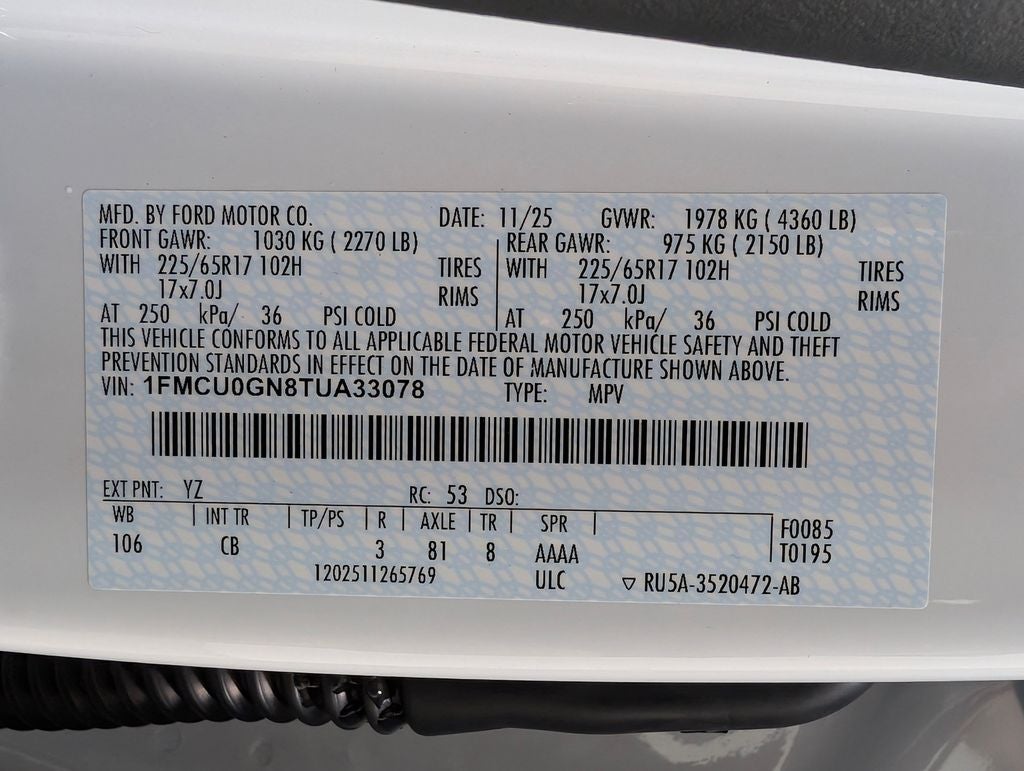 MFD. BY FORD MOTOR CO. DATE: 11/25 GVWR: 1978 KG ( 4360 LB)
FRONT GAWR: 1030 KG ( 2270 LB) REAR GAWR: 975 KG ( 2150 LB)
WITH 225/65R17 102H TIRES WITH 225/65R17 102H TIRES
17x7.0J RIMS 17x7.0J RIMS
AT 250 kPa/ 36 PSI COLD AT 250 kPa/ 36 PSI COLD
THIS VEHICLE CONFORMS TO ALL APPLICABLE FEDERAL MOTOR VEHICLE SAFETY AND THEFT
PREVENTION STANDARDS IN EFFECT ON THE DATE OF MANUFACTURE SHOWN ABOVE.
VIN: 1FMCU0GN8TUA33078 TYPE: MPV
EXT PNT: YZ RC: 53 DSO:
WB INT TR TP/PS R AXLE TR SPR F0085
106 CB 3 81 8 AAAA T0195
1202511265769 ULC ▽ RU5A-3520472-AB